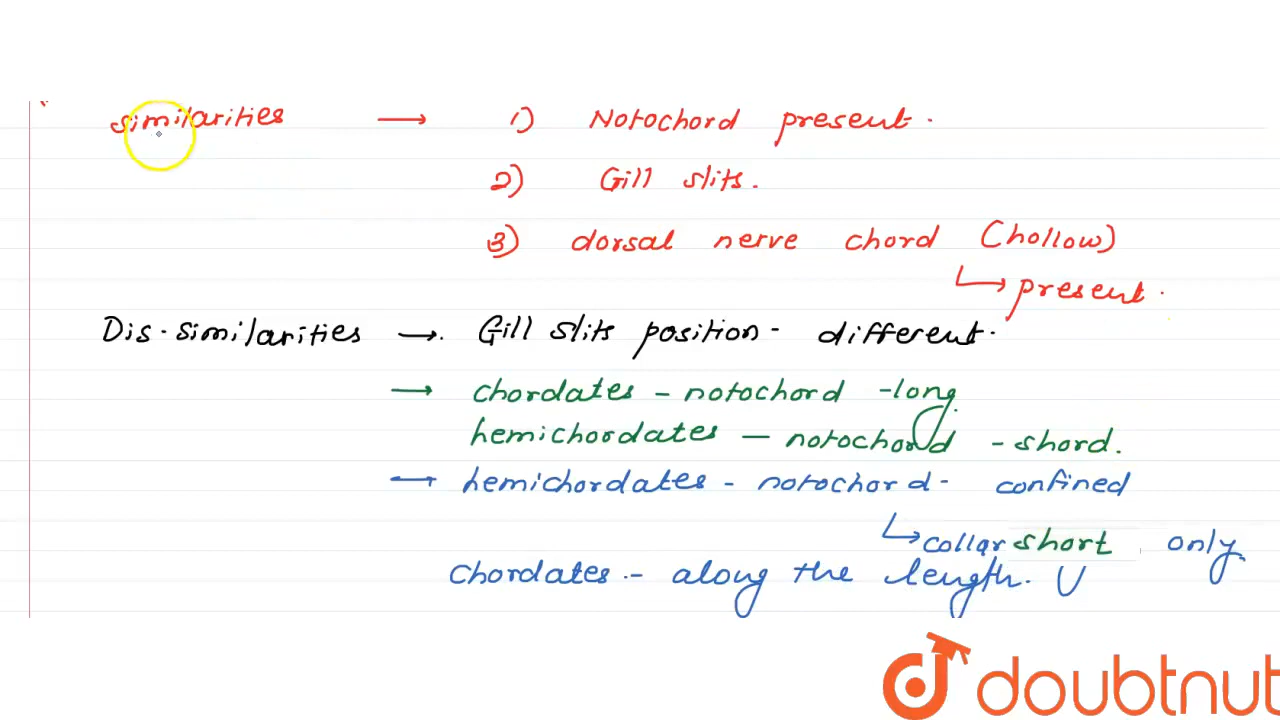 similarities → 1) Notochord present.
2) Gill slits.
3) dorsal nerve chord (hollow)
↳ present.
Dis-similarities →. Gill slits position - different.
→ chordates - notochord - long
hemichordates - notochord - shord.
→ hemichordates - notochord - confined
↳ collar short only
chordates - along the length.
doubtnut